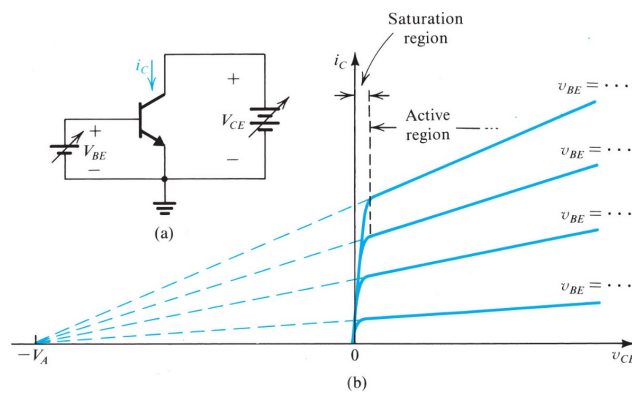 Saturation
region
i_C
i_C
v_BE = · · ·
+
V_CE
–
+
V_BE
–
Active
region
· · ·
v_BE = · · ·
v_BE = · · ·
v_BE = · · ·
(a)
–V_A
0
v_CE
(b)